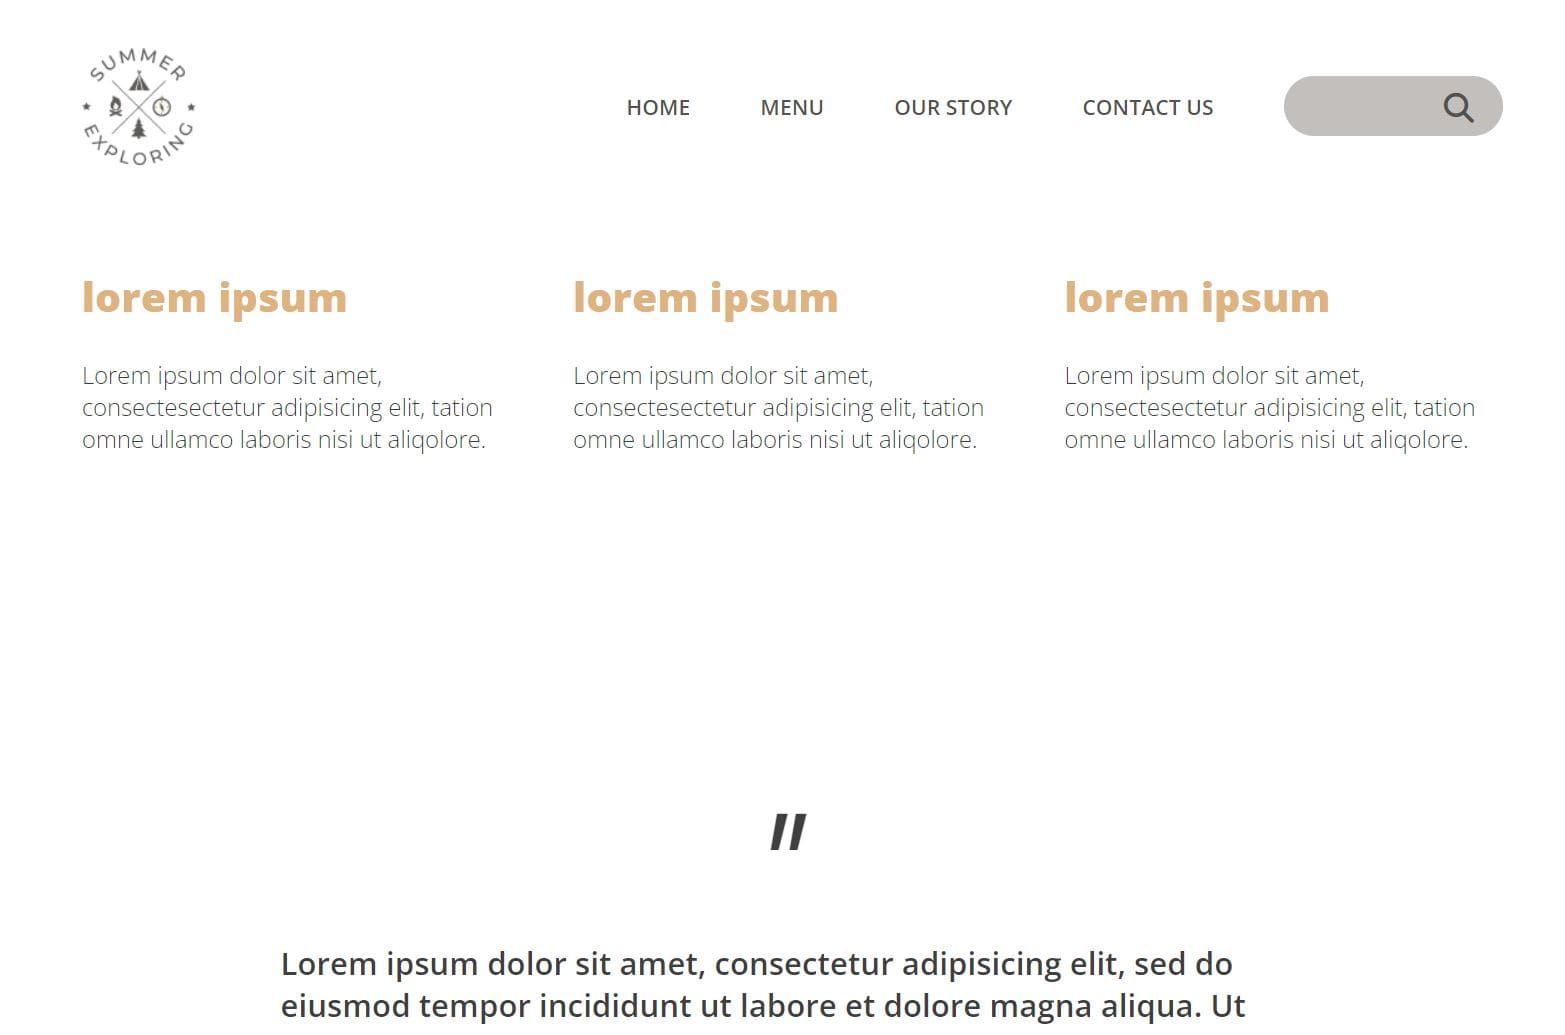 SUMMER
EXPLORING
HOME MENU OUR STORY CONTACT US
lorem ipsum
Lorem ipsum dolor sit amet,
consectesectetur adipisicing elit, tation
omne ullamco laboris nisi ut aliqolore.
lorem ipsum
Lorem ipsum dolor sit amet,
consectesectetur adipisicing elit, tation
omne ullamco laboris nisi ut aliqolore.
lorem ipsum
Lorem ipsum dolor sit amet,
consectesectetur adipisicing elit, tation
omne ullamco laboris nisi ut aliqolore.
"
Lorem ipsum dolor sit amet, consectetur adipisicing elit, sed do
eiusmod tempor incididunt ut labore et dolore magna aliqua. Ut